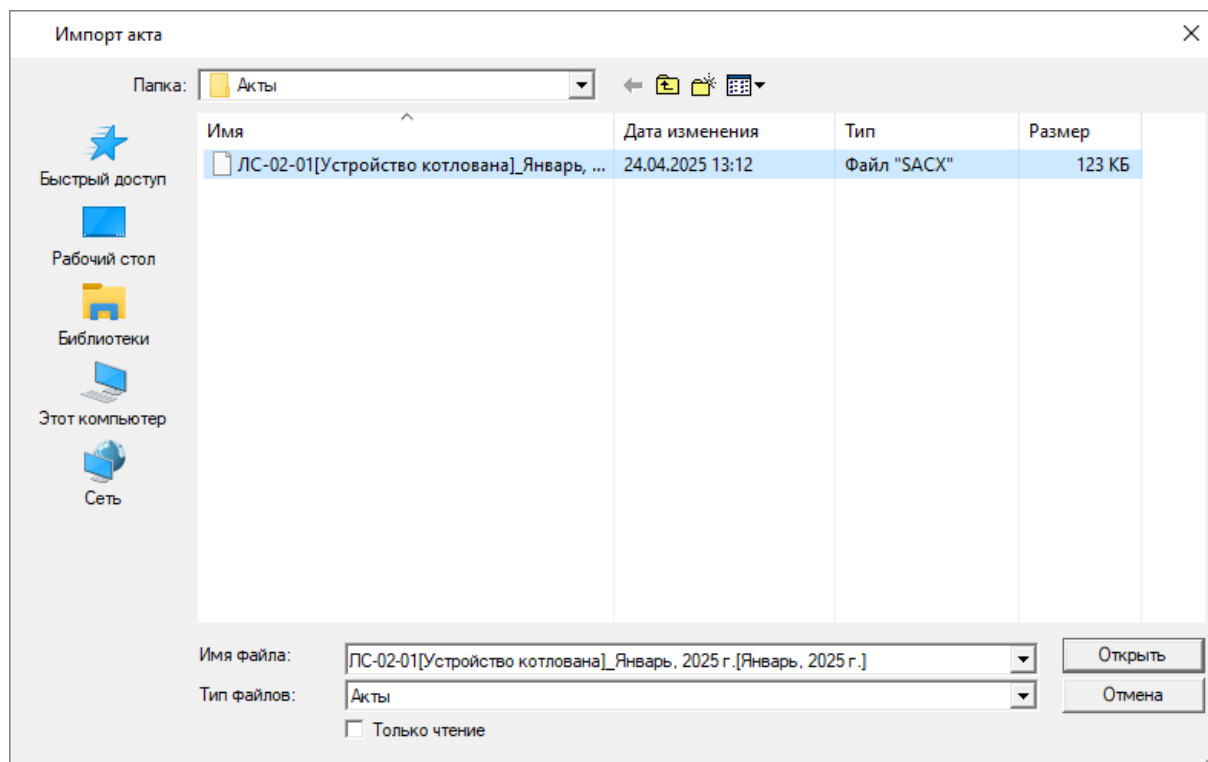 Импорт акта
Папка: Акты
Имя Дата изменения Тип Размер
ЛС-02-01[Устройство котлована]_Январь, ... 24.04.2025 13:12 Файл "SACX" 123 КБ
Быстрый доступ
Рабочий стол
Библиотеки
Этот компьютер
Сеть
Имя файла: ЛС-02-01[Устройство котлована]_Январь, 2025 г.[Январь, 2025 г.] Открыть
Тип файлов: Акты Отмена
Только чтение